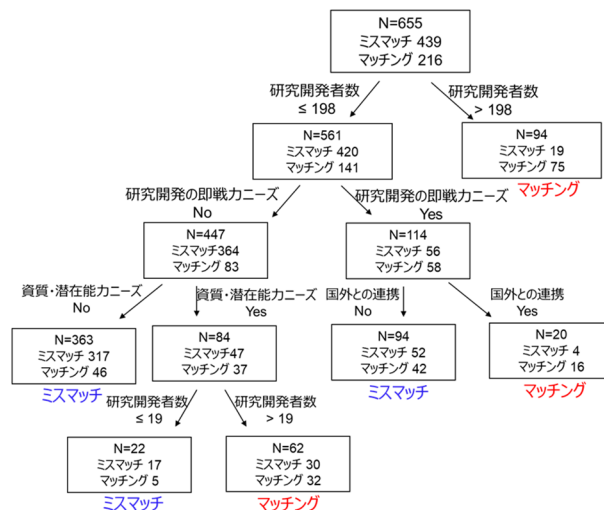 N=655
ミスマッチ 439
マッチング 216
研究開発者数
≤ 198
研究開発者数
> 198
N=561
ミスマッチ 420
マッチング 141
N=94
ミスマッチ 19
マッチング 75
マッチング
研究開発の即戦力ニーズ
No
研究開発の即戦力ニーズ
Yes
N=447
ミスマッチ364
マッチング 83
N=114
ミスマッチ 56
マッチング 58
資質・潜在能力ニーズ
No
資質・潜在能力ニーズ
Yes
国外との連携
No
国外との連携
Yes
N=363
ミスマッチ 317
マッチング 46
ミスマッチ
N=84
ミスマッチ47
マッチング 37
N=94
ミスマッチ 52
マッチング 42
ミスマッチ
N=20
ミスマッチ 4
マッチング 16
マッチング
研究開発者数
≤ 19
研究開発者数
> 19
N=22
ミスマッチ 17
マッチング 5
ミスマッチ
N=62
ミスマッチ 30
マッチング 32
マッチング